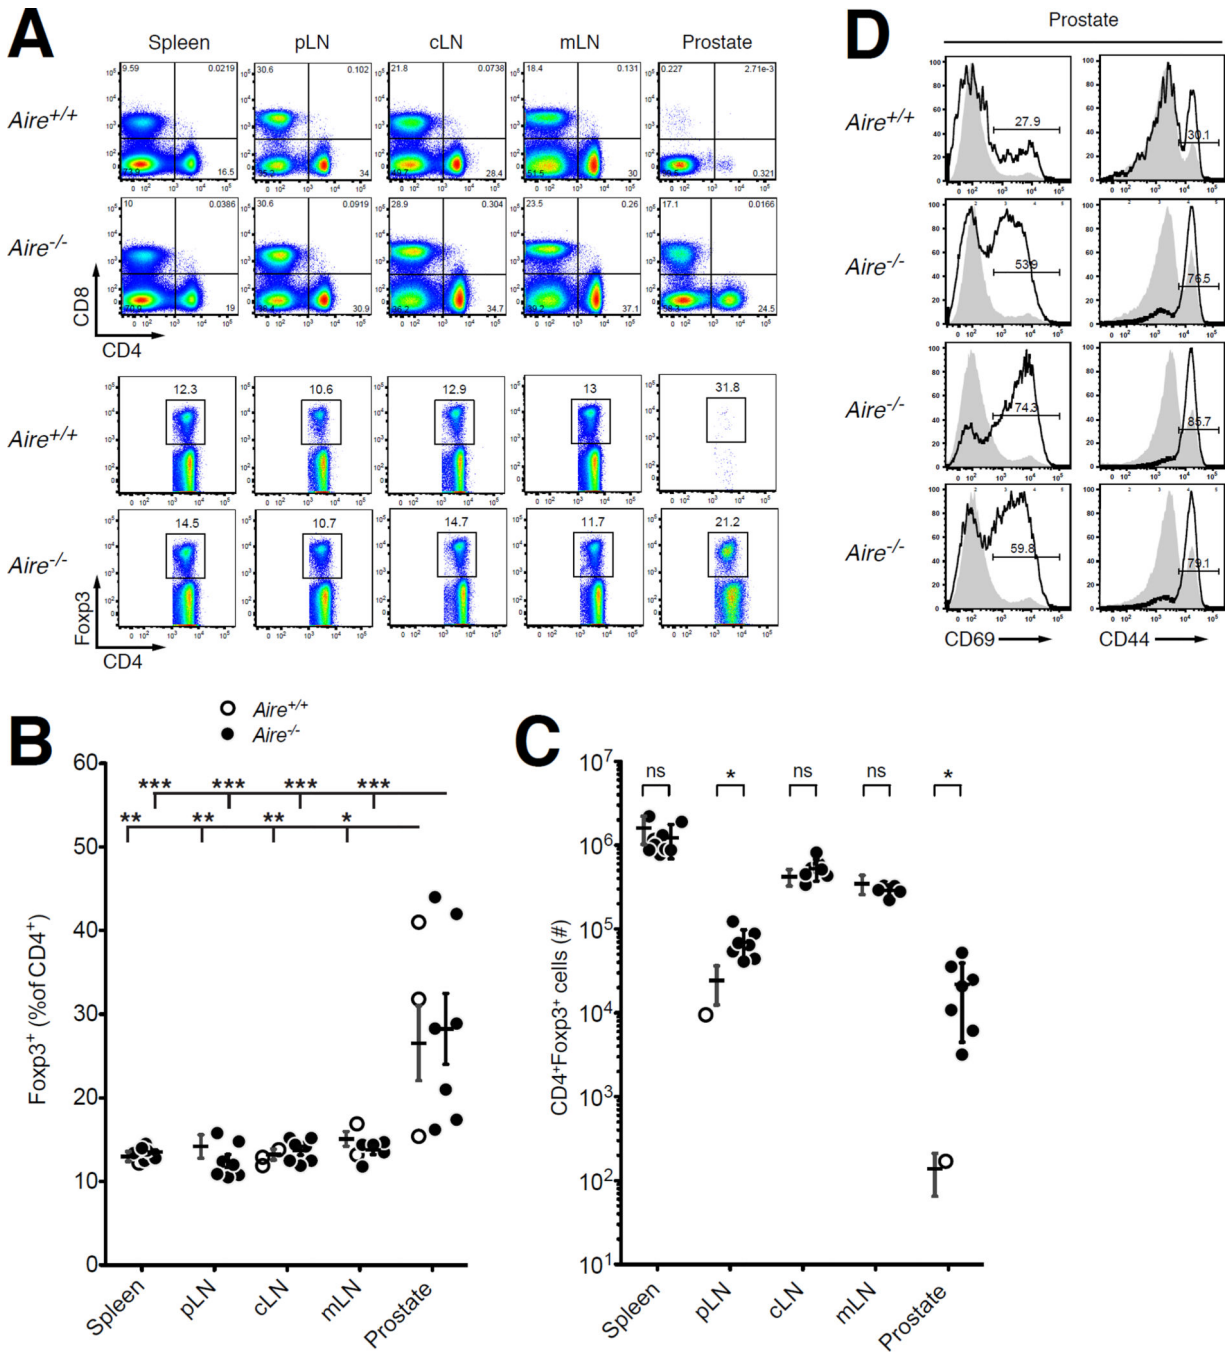 A
D
Prostate
Spleen pLN cLN mLN Prostate
Aire+/+
9.59 0.0219
16.5
30.6 0.102
34
21.8 0.0738
28.4
18.4 0.131
51.5 30
0.227 2.71e-3
0.321
Aire-/-
10 0.0386
19
30.6 0.0919
30.9
28.9 0.304
34.7
23.5 0.26
37.1
17.1 0.0166
24.5
CD8
CD4
Aire+/+
12.3 10.6 12.9 13 31.8
Aire-/-
14.5 10.7 14.7 11.7 21.2
Foxp3
CD4
Aire+/+
27.9 30.1
Aire-/-
53.9 76.5
Aire-/-
74.3 85.7
Aire-/-
59.8 79.1
CD69 CD44
B
Aire+/+
Aire-/-
Foxp3+ (%of CD4+)
60
50
40
30
20
10
0
*** *** *** ***
** ** ** *
Spleen pLN cLN mLN Prostate
C
CD4+Foxp3+ cells (#)
10^7
10^6
10^5
10^4
10^3
10^2
10^1
ns * ns ns *
Spleen pLN cLN mLN Prostate